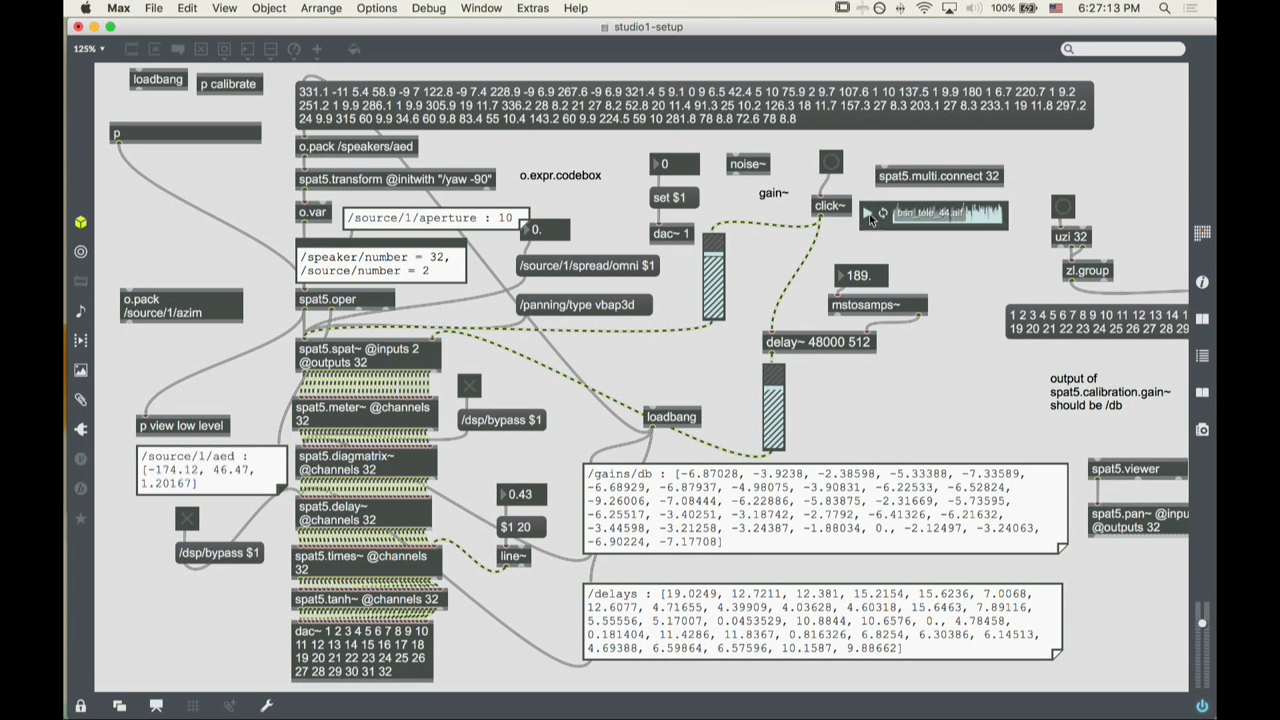 Max File Edit View Object Arrange Options Debug Window Extras Help 100% 6:27:13 PM
studio1-setup
125%
loadbang
p calibrate
331.1 -11 5.4 58.9 -9 7 122.8 -9 7.4 228.9 -9 6.9 267.6 -9 6.9 321.4 5 9.1 0 9 6.5 42.4 5 10 75.9 2 9.7 107.6 1 10 137.5 1 9.9 180 1 6.7 220.7 1 9.2
251.2 1 9.9 286.1 1 9.9 305.9 19 11.7 336.2 28 8.2 21 27 8.2 52.8 20 11.4 91.3 25 10.2 126.3 18 11.7 157.3 27 8.3 203.1 27 8.3 233.1 19 11.8 297.2
24 9.9 315 60 9.9 34.6 60 9.8 83.4 55 10.4 143.2 60 9.9 224.5 59 10 281.8 78 8.8 72.6 78 8.8
p
o.pack /speakers/aed
spat5.transform @initwith "/yaw -90"
o.expr.codebox
o.var
/source/1/aperture : 10
0.
/speaker/number = 32,
/source/number = 2
/source/1/spread/omni $1
o.pack
/source/1/azim
spat5.oper
/panning/type vbap3d
0
set $1
dac~ 1
noise~
gain~
click~
spat5.multi.connect 32
bsn_tele_44.aif
uzi 32
zl.group
189.
mstosamps~
1 2 3 4 5 6 7 8 9 10 11 12 13 14
19 20 21 22 23 24 25 26 27 28 29
delay~ 48000 512
spat5.spat~ @inputs 2
@outputs 32
output of
spat5.calibration.gain~
should be /db
spat5.meter~ @channels
32
/dsp/bypass $1
loadbang
p view low level
/source/1/aed :
[-174.12, 46.47,
1.20167]
spat5.diagmatrix~
@channels 32
spat5.delay~
@channels 32
0.43
$1 20
line~
/dsp/bypass $1
spat5.times~ @channels
32
spat5.tanh~ @channels 32
dac~ 1 2 3 4 5 6 7 8 9 10
11 12 13 14 15 16 17 18
19 20 21 22 23 24 25 26
27 28 29 30 31 32
/gains/db : [-6.87028, -3.9238, -2.38598, -5.33388, -7.33589,
-6.68929, -6.87937, -4.98075, -3.90831, -6.22533, -6.52824,
-9.26006, -7.08444, -6.22886, -5.83875, -2.31669, -5.73595,
-6.25517, -3.40251, -3.18742, -2.7792, -6.41326, -6.21632,
-3.44598, -3.21258, -3.24387, -1.88034, 0., -2.12497, -3.24063,
-6.90224, -7.17708]
/delays : [19.0249, 12.7211, 12.381, 15.2154, 15.6236, 7.0068,
12.6077, 4.71655, 4.39909, 4.03628, 4.60318, 15.6463, 7.89116,
5.55556, 5.17007, 0.0453529, 10.8844, 10.6576, 0., 4.78458,
0.181404, 11.4286, 11.8367, 0.816326, 6.8254, 6.30386, 6.14513,
4.69388, 6.59864, 6.57596, 10.1587, 9.88662]
spat5.viewer
spat5.pan~ @inpu
@outputs 32